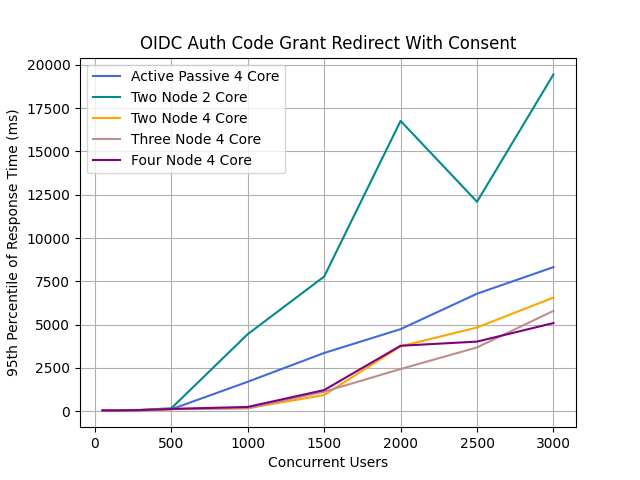 OIDC Auth Code Grant Redirect With Consent
95th Percentile of Response Time (ms)
20000
17500
15000
12500
10000
7500
5000
2500
0
Active Passive 4 Core
Two Node 2 Core
Two Node 4 Core
Three Node 4 Core
Four Node 4 Core
0 500 1000 1500 2000 2500 3000
Concurrent Users